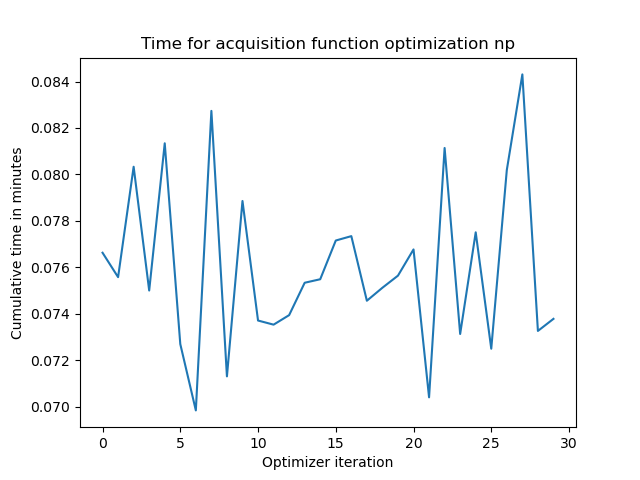 Time for acquisition function optimization np
0.084
0.082
0.080
0.078
0.076
0.074
0.072
0.070
Cumulative time in minutes
0 5 10 15 20 25 30
Optimizer iteration